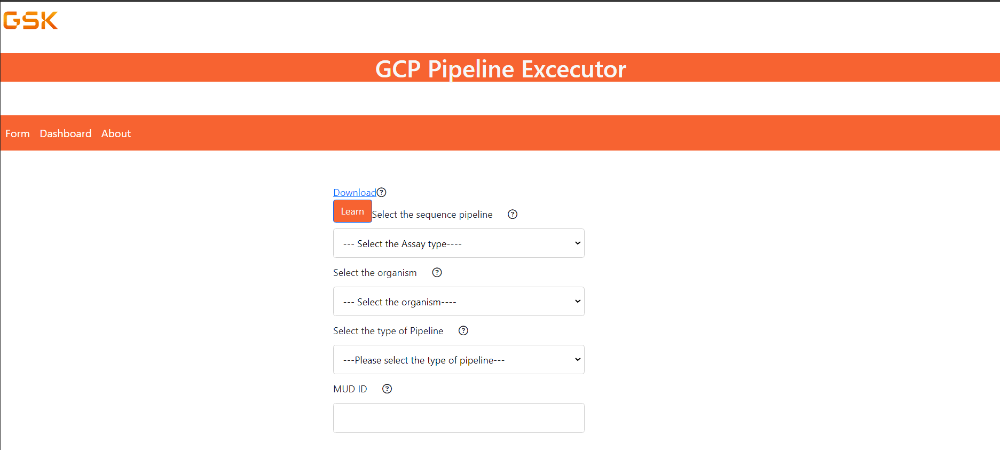 GSK
GCP Pipeline Excecutor
Form Dashboard About
Download
Learn Select the sequence pipeline
--- Select the Assay type----
Select the organism
--- Select the organism----
Select the type of Pipeline
---Please select the type of pipeline---
MUD ID